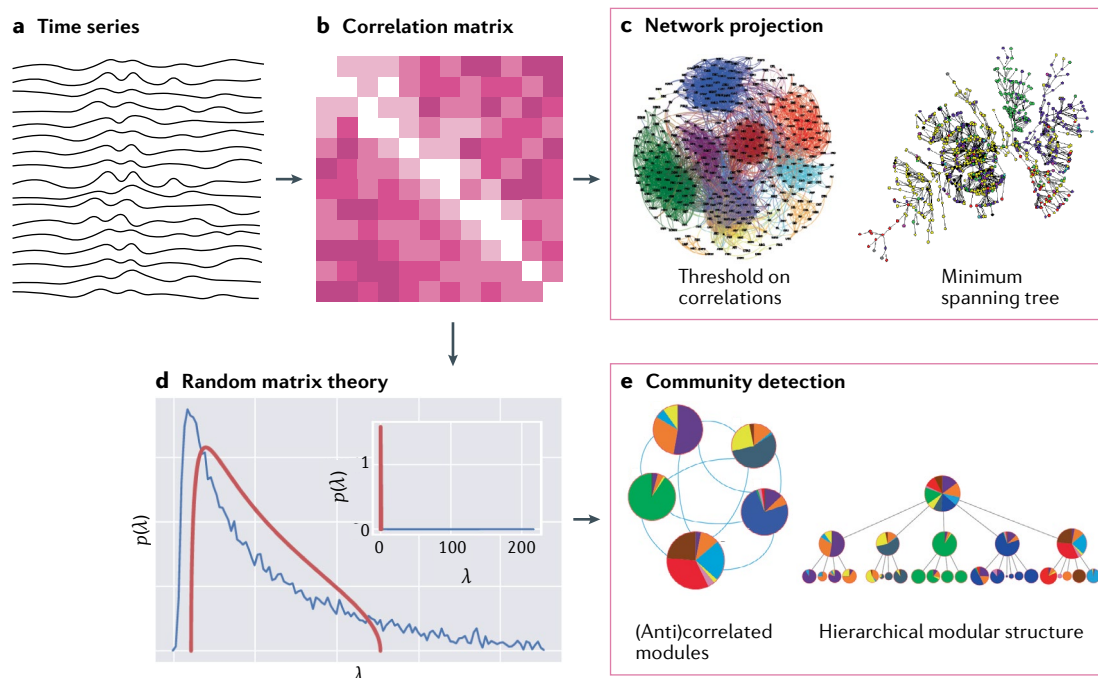 a Time series
b Correlation matrix
c Network projection
Threshold on
correlations
Minimum
spanning tree
d Random matrix theory
p(λ)
λ
p(λ)
1
0
0
100
200
λ
e Community detection
(Anti)correlated
modules
Hierarchical modular structure